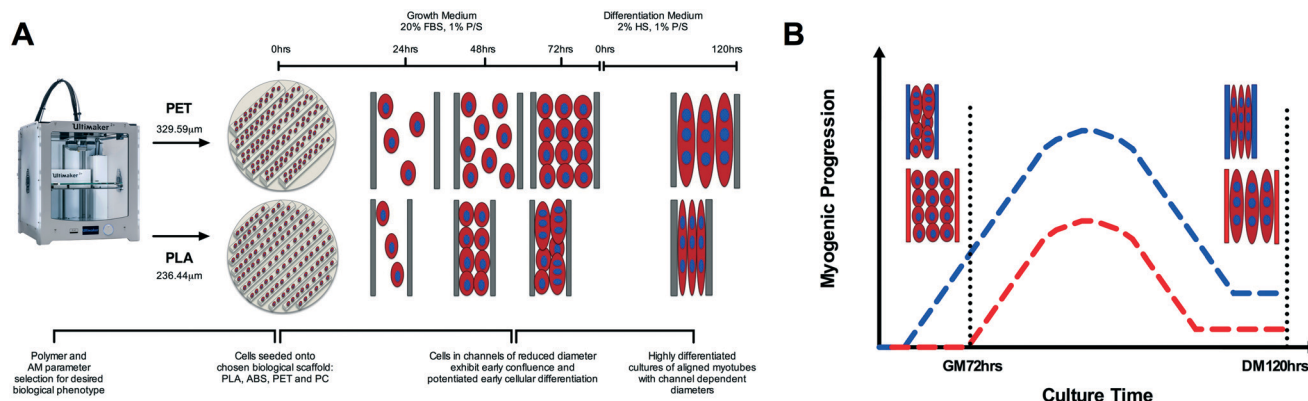 A
Growth Medium
20% FBS, 1% P/S
Differentiation Medium
2% HS, 1% P/S
0hrs
24hrs
48hrs
72hrs
0hrs
120hrs
PET
329.59μm
Ultimaker
Ultimaker
PLA
236.44μm
Polymer and
AM parameter
selection for desired
biological phenotype
Cells seeded onto
chosen biological scaffold:
PLA, ABS, PET and PC
Cells in channels of reduced diameter
exhibit early confluence and
potentiated early cellular differentiation
Highly differentiated
cultures of aligned myotubes
with channel dependent
diameters
B
Myogenic Progression
GM72hrs
DM120hrs
Culture Time